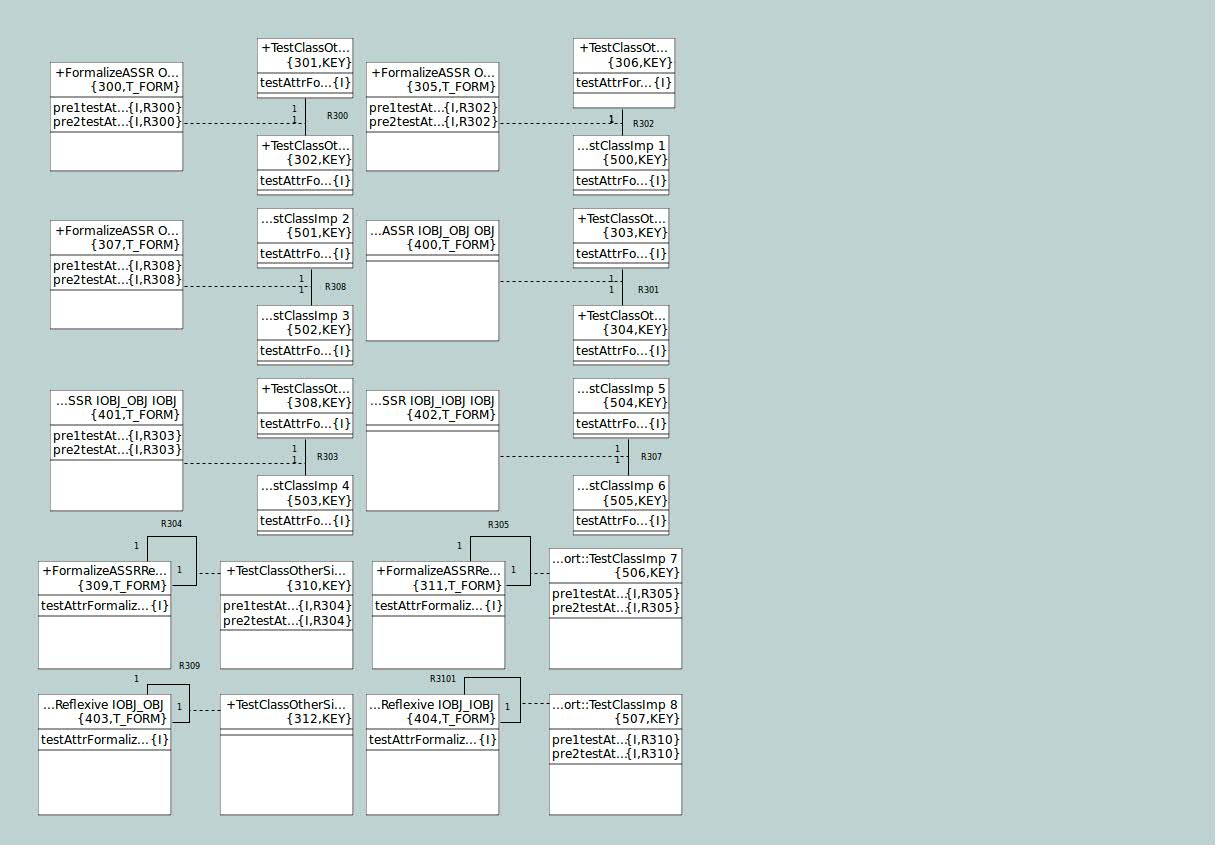 +FormalizeASSR O...
{300,T_FORM}
pre1testAt...{I,R300}
pre2testAt...{I,R300}
+TestClassOt...
{301,KEY}
testAttrFo...{I}
1
1
R300
+TestClassOt...
{302,KEY}
testAttrFo...{I}
+FormalizeASSR O...
{305,T_FORM}
pre1testAt...{I,R302}
pre2testAt...{I,R302}
+TestClassOt...
{306,KEY}
testAttrFor...{I}
1
R302
...stClassImp 1
{500,KEY}
testAttrFo...{I}
+FormalizeASSR O...
{307,T_FORM}
pre1testAt...{I,R308}
pre2testAt...{I,R308}
...stClassImp 2
{501,KEY}
testAttrFo...{I}
1
1
R308
...stClassImp 3
{502,KEY}
testAttrFo...{I}
...ASSR IOBJ_OBJ OBJ
{400,T_FORM}
+TestClassOt...
{303,KEY}
testAttrFo...{I}
1
1
R301
+TestClassOt...
{304,KEY}
testAttrFo...{I}
...SSR IOBJ_OBJ IOBJ
{401,T_FORM}
pre1testAt...{I,R303}
pre2testAt...{I,R303}
+TestClassOt...
{308,KEY}
testAttrFo...{I}
1
1
R303
...stClassImp 4
{503,KEY}
testAttrFo...{I}
...SSR IOBJ_IOBJ IOBJ
{402,T_FORM}
...stClassImp 5
{504,KEY}
testAttrFo...{I}
1
1
R307
...stClassImp 6
{505,KEY}
testAttrFo...{I}
R304
1
1
+FormalizeASSRRe...
{309,T_FORM}
testAttrFormaliz...{I}
+TestClassOtherSi...
{310,KEY}
pre1testAt...{I,R304}
pre2testAt...{I,R304}
R305
1
1
+FormalizeASSRRe...
{311,T_FORM}
testAttrFormaliz...{I}
...ort::TestClassImp 7
{506,KEY}
pre1testAt...{I,R305}
pre2testAt...{I,R305}
R309
1
1
...Reflexive IOBJ_OBJ
{403,T_FORM}
testAttrFormaliz...{I}
+TestClassOtherSi...
{312,KEY}
R3101
1
...Reflexive IOBJ_IOBJ
{404,T_FORM}
testAttrFormaliz...{I}
...ort::TestClassImp 8
{507,KEY}
pre1testAt...{I,R310}
pre2testAt...{I,R310}